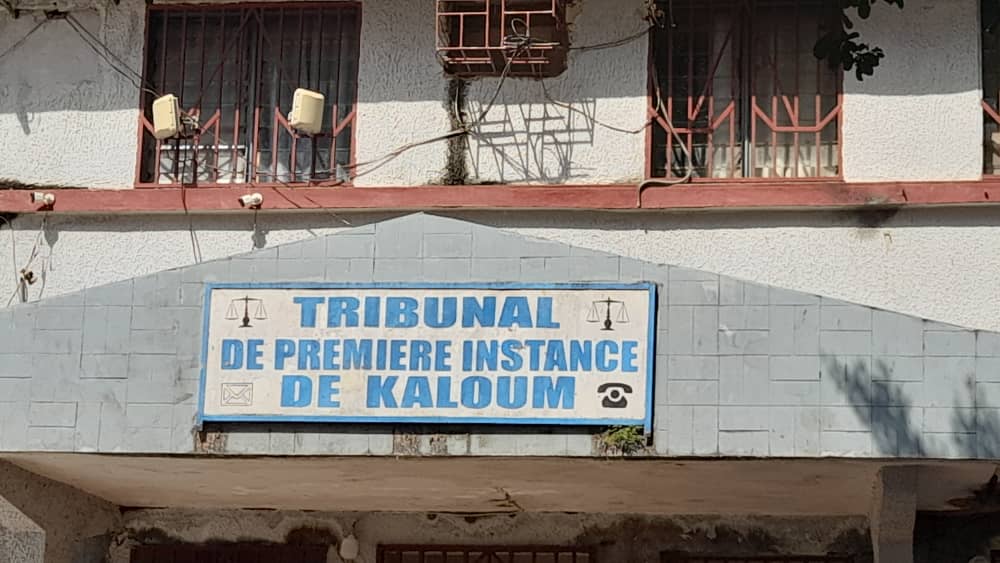 TRIBUNAL
DE PREMIERE INSTANCE
DE KALOUM